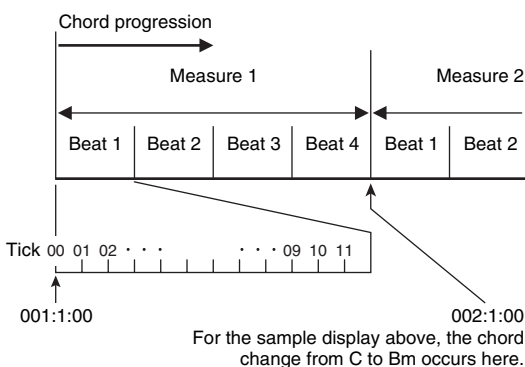 Chord progression
Measure 1 Measure 2
Beat 1 Beat 2 Beat 3 Beat 4 Beat 1 Beat 2
Tick 00 01 02 · · · · · · 09 10 11
001:1:00 002:1:00
For the sample display above, the chord
change from C to Bm occurs here.